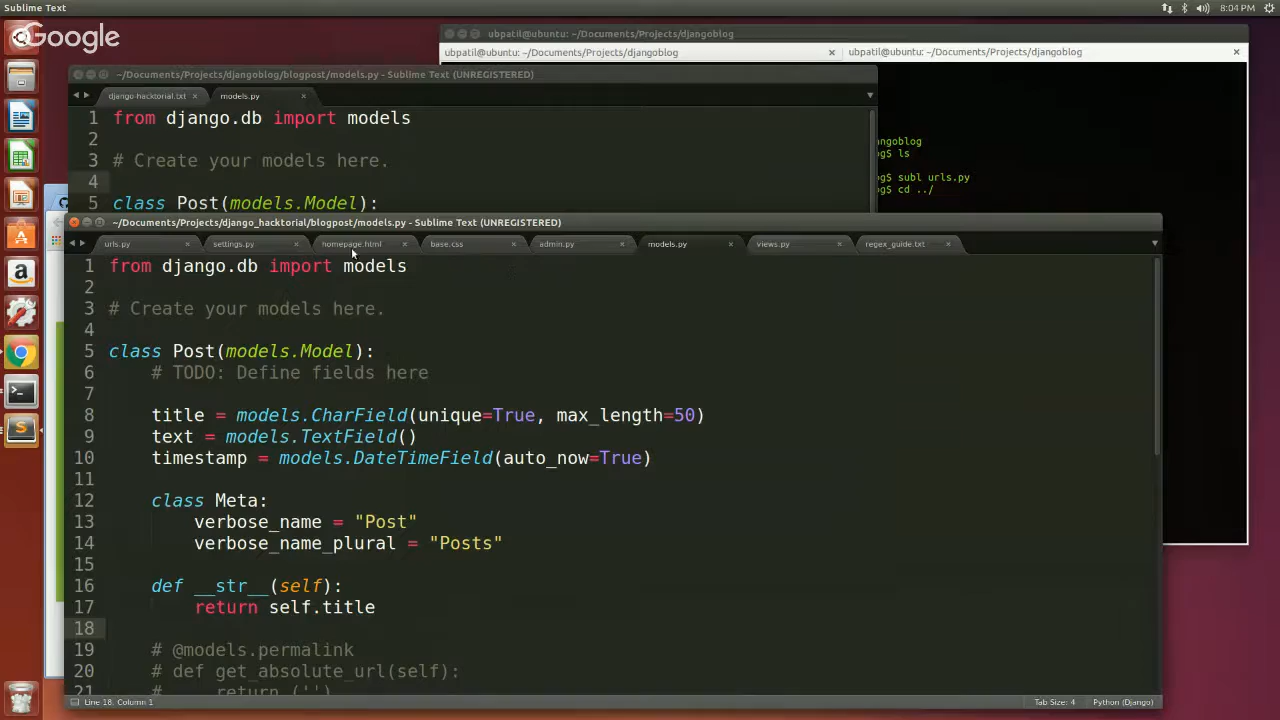 Sublime Text
8:04 PM
Google
ubpatil@ubuntu: ~/Documents/Projects/djangoblog
ubpatil@ubuntu: ~/Documents/Projects/djangoblog × ubpatil@ubuntu: ~/Documents/Projects/djangoblog ×
~/Documents/Projects/djangoblog/blogpost/models.py - Sublime Text (UNREGISTERED)
django-hacktorial.txt × models.py ×
1 from django.db import models
2
3 # Create your models here.
4
5 class Post(models.Model):
ngoblog
og$ ls
og$ subl urls.py
og$ cd ../
~/Documents/Projects/django_hacktorial/blogpost/models.py - Sublime Text (UNREGISTERED)
urls.py × settings.py × homepage.html × base.css × admin.py × models.py × views.py × regex_guide.txt ×
1 from django.db import models
2
3 # Create your models here.
4
5 class Post(models.Model):
6 # TODO: Define fields here
7
8 title = models.CharField(unique=True, max_length=50)
9 text = models.TextField()
10 timestamp = models.DateTimeField(auto_now=True)
11
12 class Meta:
13 verbose_name = "Post"
14 verbose_name_plural = "Posts"
15
16 def __str__(self):
17 return self.title
18
19 # @models.permalink
20 # def get_absolute_url(self):
21 # return ('')
Line 18, Column 1
Tab Size: 4
Python (Django)